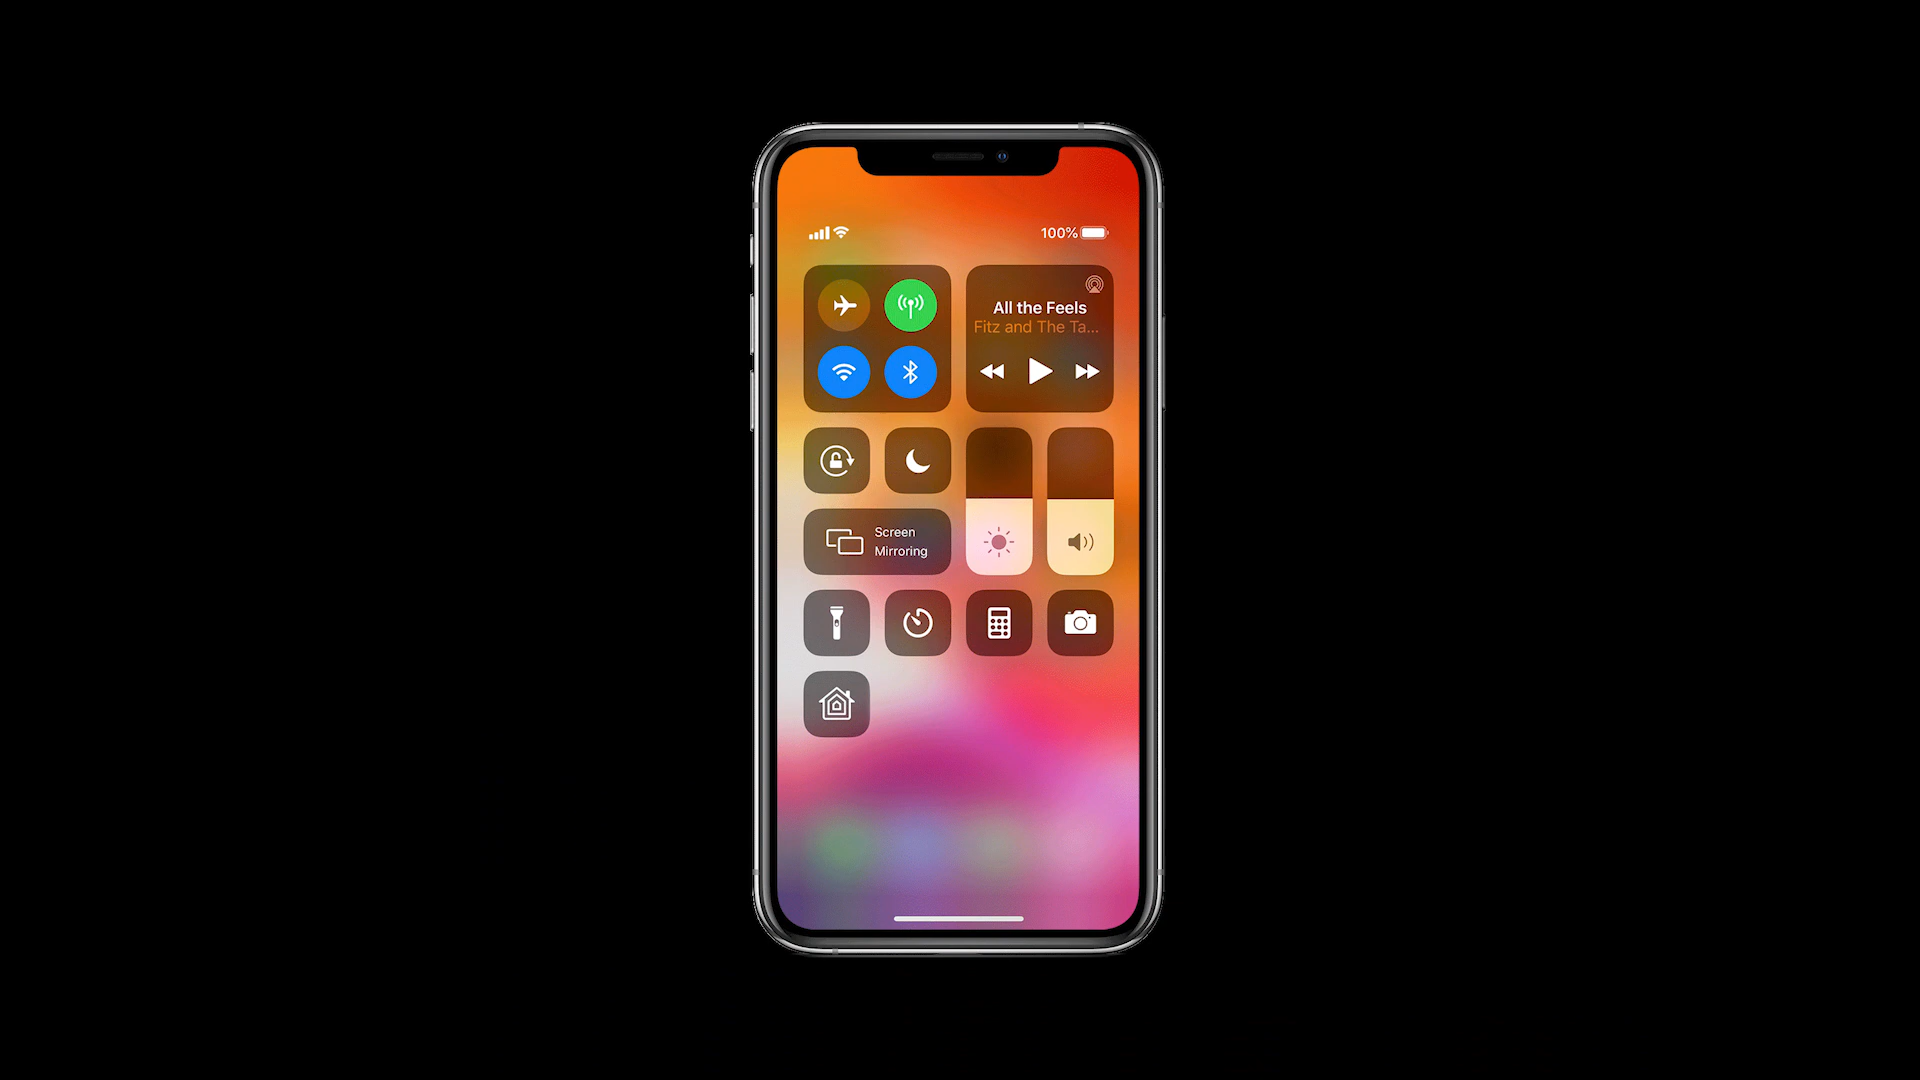 100%
All the Feels
Fitz and The Ta...
Screen
Mirroring